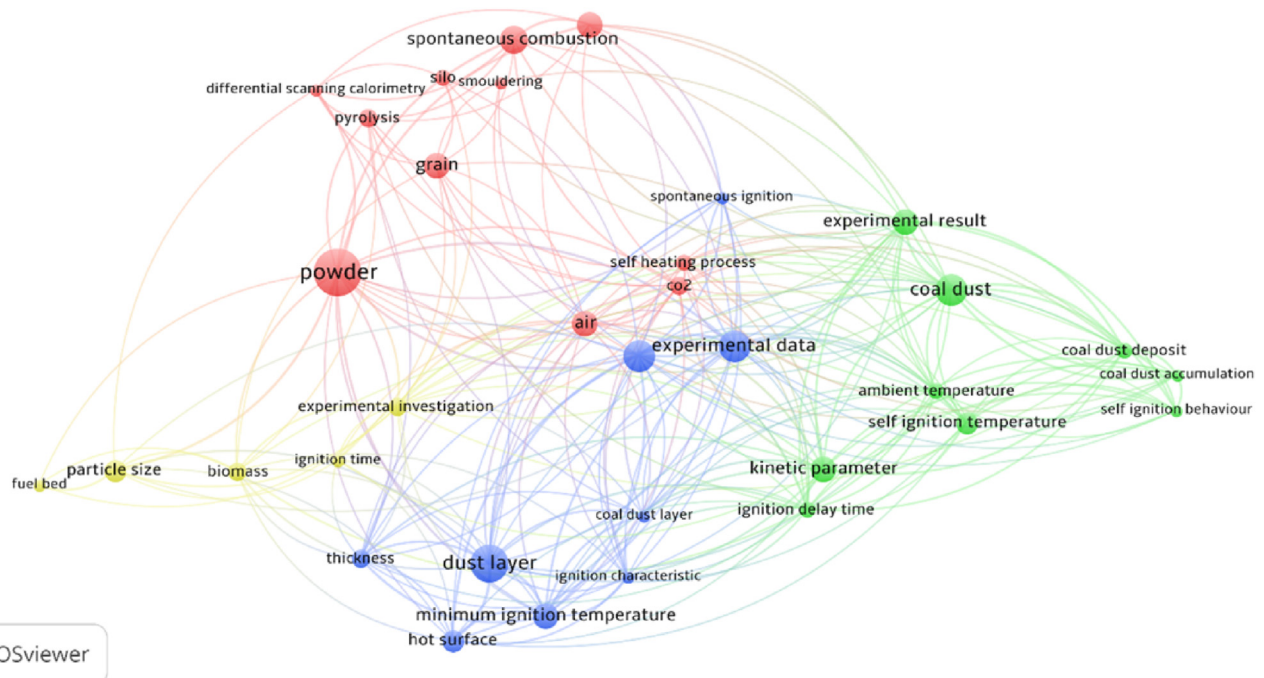 spontaneous combustion
silo
smouldering
differential scanning calorimetry
pyrolysis
grain
spontaneous ignition
experimental result
self heating process
powder
co2
coal dust
air
experimental data
coal dust deposit
coal dust accumulation
ambient temperature
experimental investigation
self ignition behaviour
self ignition temperature
ignition time
particle size
biomass
kinetic parameter
fuel bed
ignition delay time
coal dust layer
thickness
dust layer
ignition characteristic
minimum ignition temperature
hot surface
OSviewer